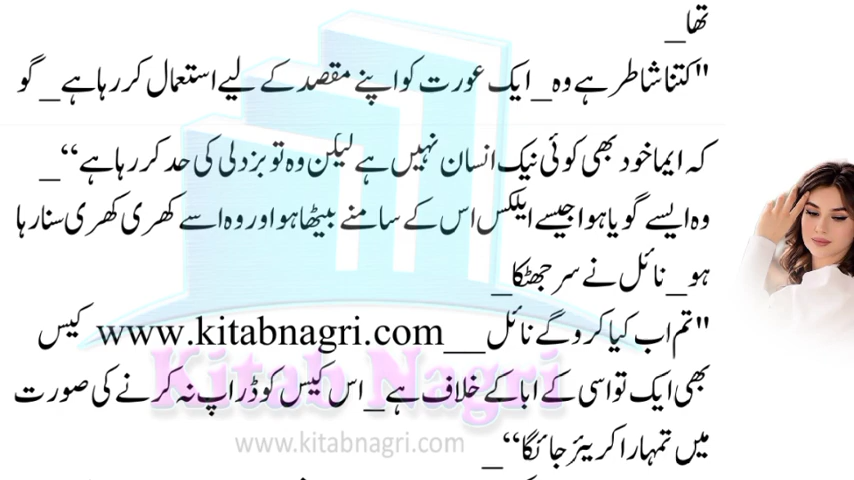 تھا_
"کتنا شاطر ہے وہ_ ایک عورت کو اپنے مقصد کے لیے استعمال کر رہا ہے_ گو
کہ ایما خود بھی کوئی نیک انسان نہیں ہے لیکن وہ تو بزدلی کی حد کر رہا ہے“_
وہ ایسے گویا ہوا جیسے ایلکس اس کے سامنے بیٹھا ہو اور وہ اسے کھری کھری سنا رہا
ہو_ نائل نے سر جھٹکا_
"تم اب کیا کرو گے نائل__www.kitabnagri.com کیس
بھی ایک تو اسی کے ابا کے خلاف ہے_ اس کیس کو ڈراپ نہ کرنے کی صورت
میں تمہارا کریئر جائگا“_
Kitab Nagri
www.kitabnagri.com